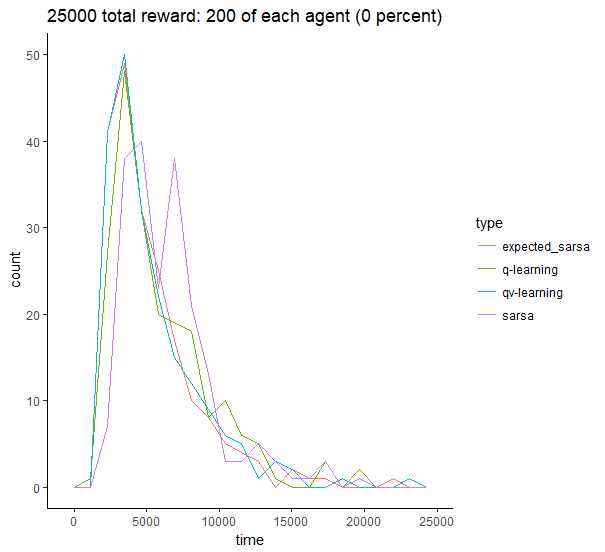 25000 total reward: 200 of each agent (0 percent)
50
40
30
20
10
0
count
0
5000
10000
15000
20000
25000
time
type
expected_sarsa
q-learning
qv-learning
sarsa